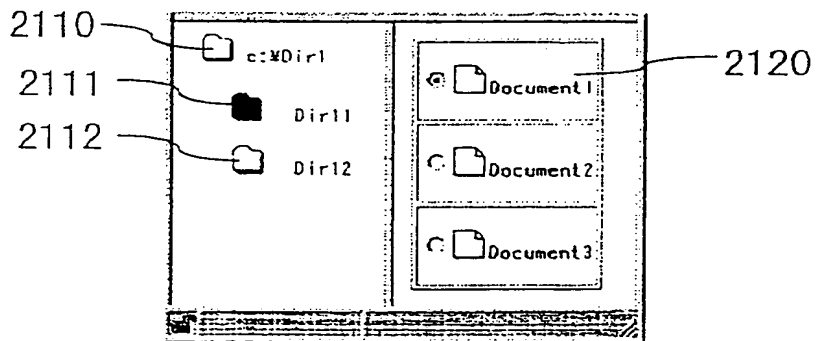 2110
c:¥Dir1
2111
Dir11
2112
Dir12
Document1
2120
Document2
Document3